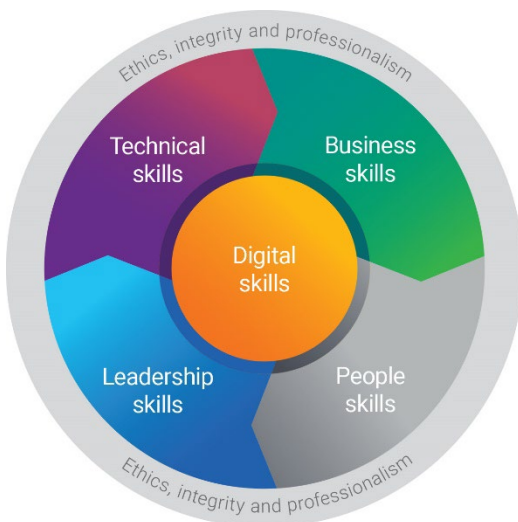 Ethics, integrity and professionalism
Technical
skills
Business
skills
Digital
skills
Leadership
skills
People
skills
Ethics, integrity and professionalism